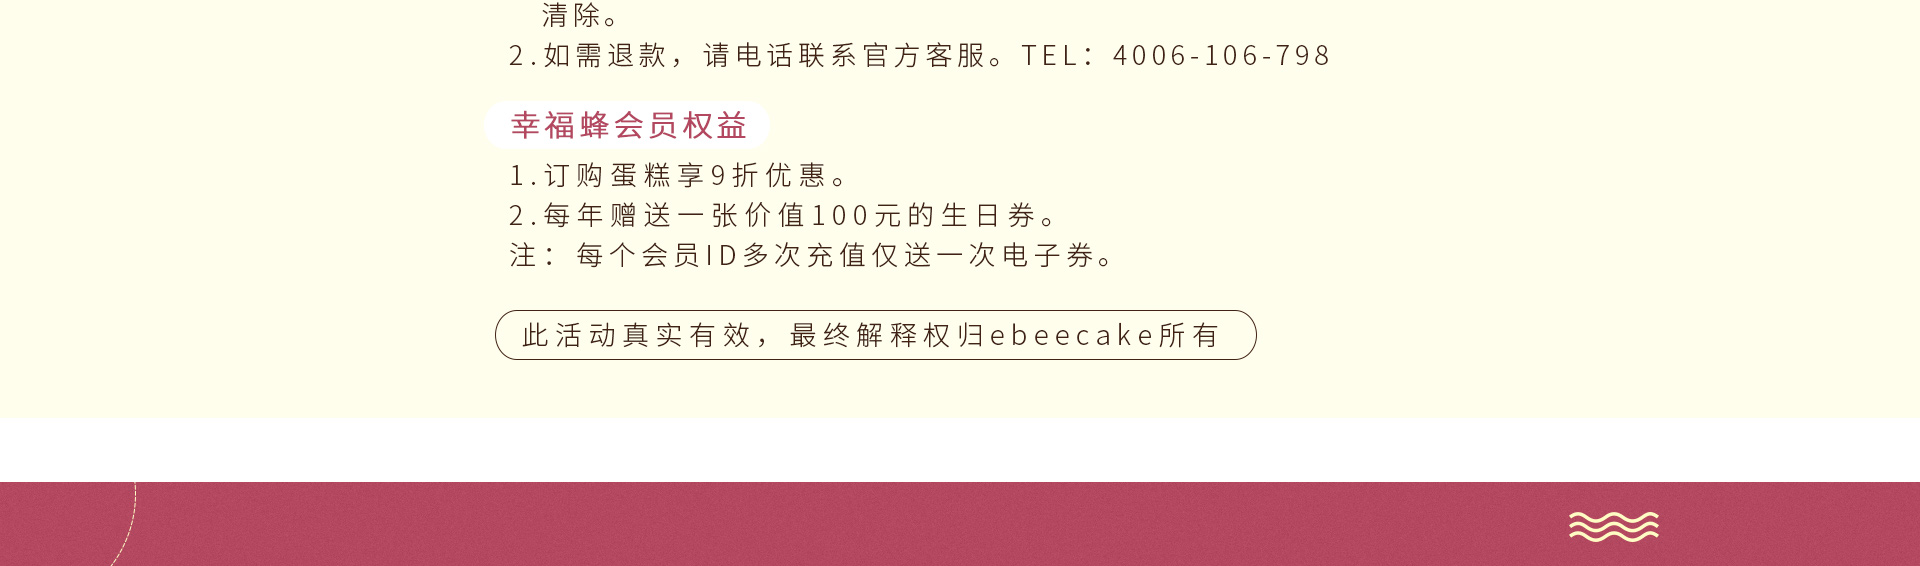 清除。
2.如需退款，请电话联系官方客服。TEL：4006-106-798
幸福蜂会员权益
1.订购蛋糕享9折优惠。
2.每年赠送一张价值100元的生日券。
注：每个会员ID多次充值仅送一次电子券。
此活动真实有效，最终解释权归ebeecake所有